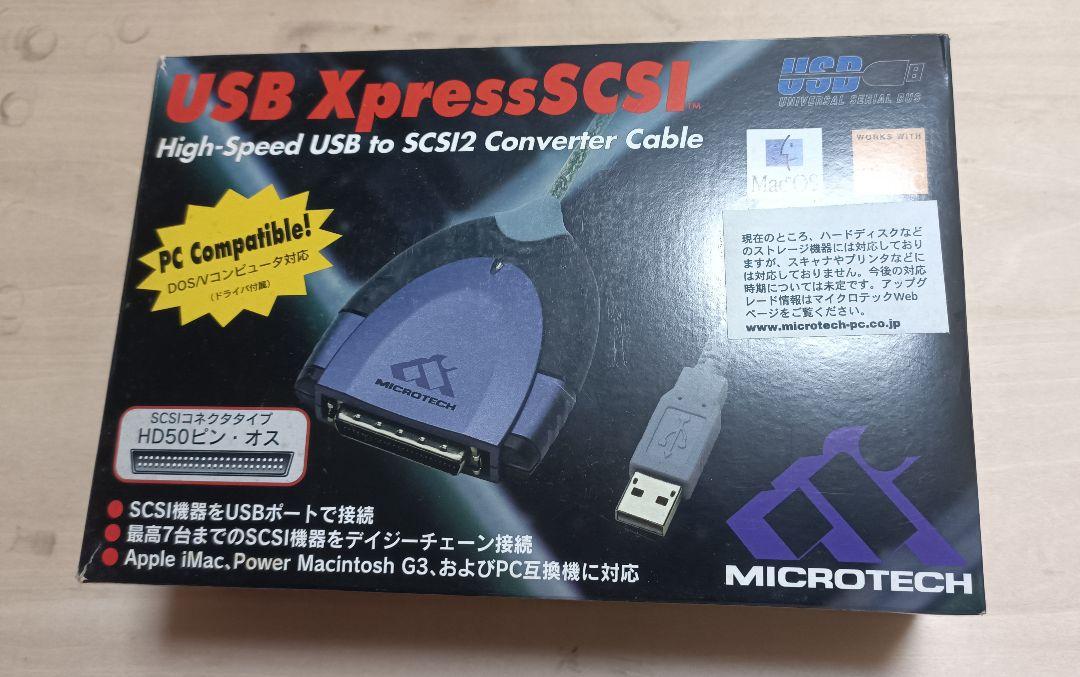 USB XpressSCSI™
High-Speed USB to SCSI2 Converter Cable
USB
UNIVERSAL SERIAL BUS
Mac OS
WORKS WITH
PC Compatible!
DOS/Vコンピュータ対応
(ドライバ付属)
現在のところ、ハードディスクなど
のストレージ機器には対応しており
ますが、スキャナやプリンタなどに
は対応しておりません。今後の対応
時期については未定です。アップグ
レード情報はマイクロテックWeb
ページをご覧ください。
www.microtech-pc.co.jp
MICROTECH
SCSIコネクタタイプ
HD50ピン・オス
● SCSI機器をUSBポートで接続
● 最高7台までのSCSI機器をデイジーチェーン接続
● Apple iMac、Power Macintosh G3、およびPC互換機に対応
MICROTECH